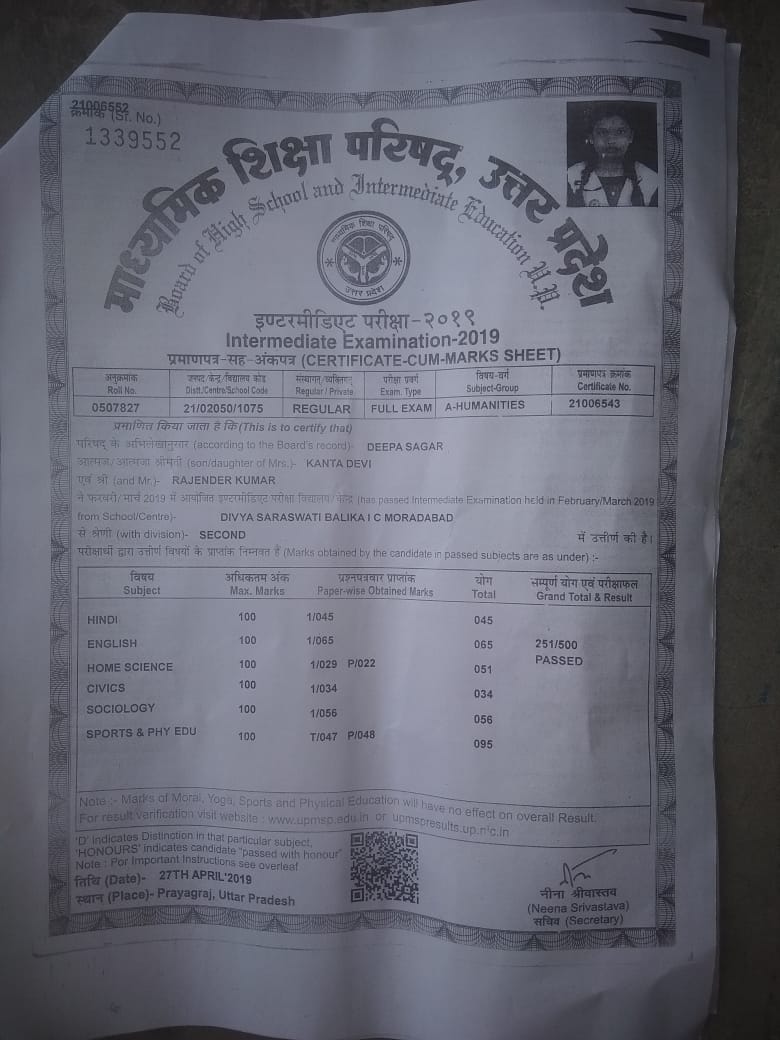 21006552
क्रमांक (Sr. No.)
1339552
माध्यमिक शिक्षा परिषद्, उत्तर प्रदेश
Board of High School and Intermediate Education U.P.
माध्यमिक शिक्षा परिषद्
उत्तर प्रदेश
इण्टरमीडिएट परीक्षा-२०१९
Intermediate Examination-2019
प्रमाणपत्र-सह-अंकपत्र (CERTIFICATE-CUM-MARKS SHEET)
अनुक्रमांक जनपद/केन्द्र/विद्यालय कोड संस्थागत/व्यक्तिगत परीक्षा प्रवर्ग विषय-वर्ग प्रमाणपत्र क्रमांक
Roll No. Distt./Centre/School Code Regular / Private Exam. Type Subject-Group Certificate No.
0507827 21/02050/1075 REGULAR FULL EXAM A-HUMANITIES 21006543
प्रमाणित किया जाता है कि(This is to certify that)
परिषद् के अभिलेखानुसार (according to the Board's record)- DEEPA SAGAR
आत्मज/आत्मजा श्रीमती (son/daughter of Mrs.)- KANTA DEVI
एवं श्री (and Mr.)- RAJENDER KUMAR
ने फरवरी/मार्च 2019 में आयोजित इण्टरमीडिएट परीक्षा विद्यालय/केन्द्र (has passed Intermediate Examination held in February/March 2019
from School/Centre)- DIVYA SARASWATI BALIKA I C MORADABAD
से श्रेणी (with division)- SECOND में उत्तीर्ण की है।
परीक्षार्थी द्वारा उत्तीर्ण विषयों के प्राप्तांक निम्नवत हैं (Marks obtained by the candidate in passed subjects are as under) :-
विषय अधिकतम अंक प्रश्नपत्रवार प्राप्तांक योग सम्पूर्ण योग एवं परीक्षाफल
Subject Max. Marks Paper-wise Obtained Marks Total Grand Total & Result
HINDI 100 1/045 045
ENGLISH 100 1/065 065 251/500
HOME SCIENCE 100 1/029 P/022 051 PASSED
CIVICS 100 1/034 034
SOCIOLOGY 100 1/056 056
SPORTS & PHY EDU 100 T/047 P/048 095
Note :- Marks of Moral, Yoga, Sports and Physical Education will have no effect on overall Result.
For result verification visit website : www.upmsp.edu.in or upmspresults.up.nic.in
'D' indicates Distinction in that particular subject,
'HONOURS' indicates candidate "passed with honour"
Note : For Important Instructions see overleaf
तिथि (Date)- 27TH APRIL'2019
स्थान (Place)- Prayagraj, Uttar Pradesh
नीना श्रीवास्तव
(Neena Srivastava)
सचिव (Secretary)